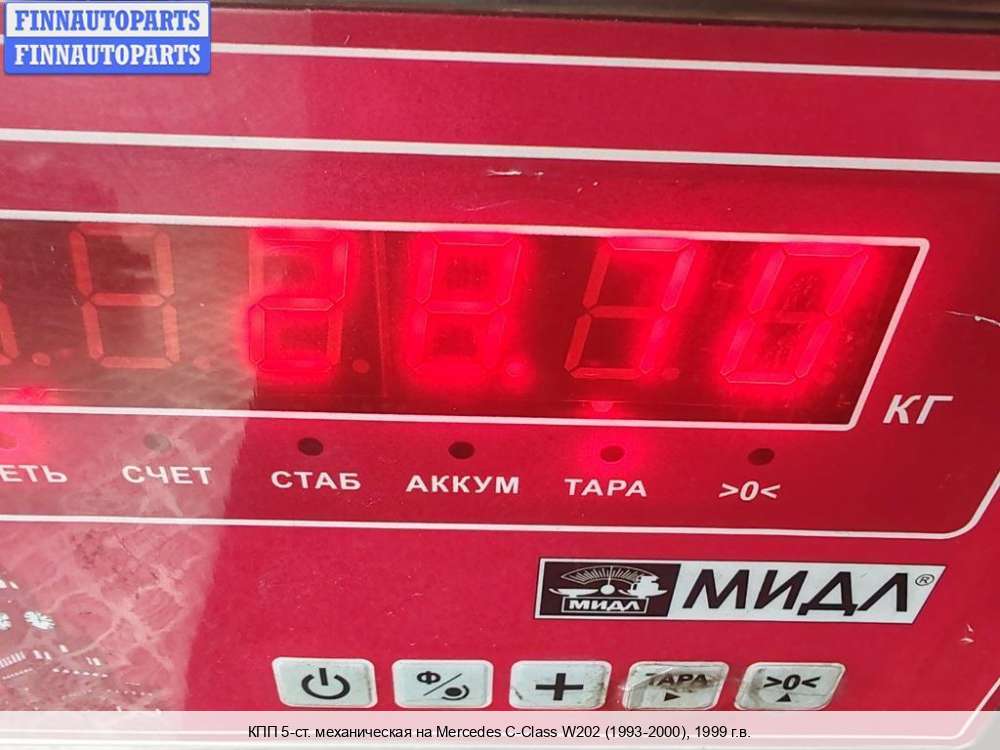 FINNAUTOPARTS
FINNAUTOPARTS
28.70
КГ
ЕТЬ СЧЕТ СТАБ АККУМ ТАРА >0<
МИДЛ МИДЛ®
Ф ТАРА >0<
КПП 5-ст. механическая на Mercedes C-Class W202 (1993-2000), 1999 г.в.